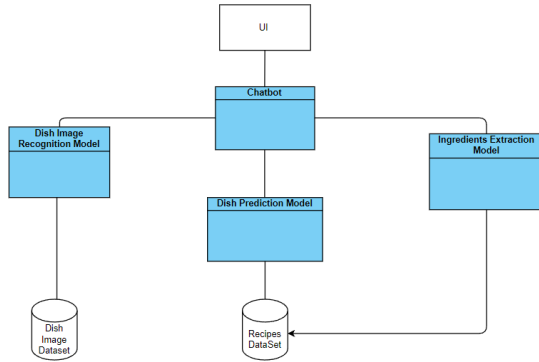 UI
Chatbot
Dish Image
Recognition Model
Ingredients Extraction
Model
Dish Prediction Model
Dish
Image
Dataset
Recipes
DataSet